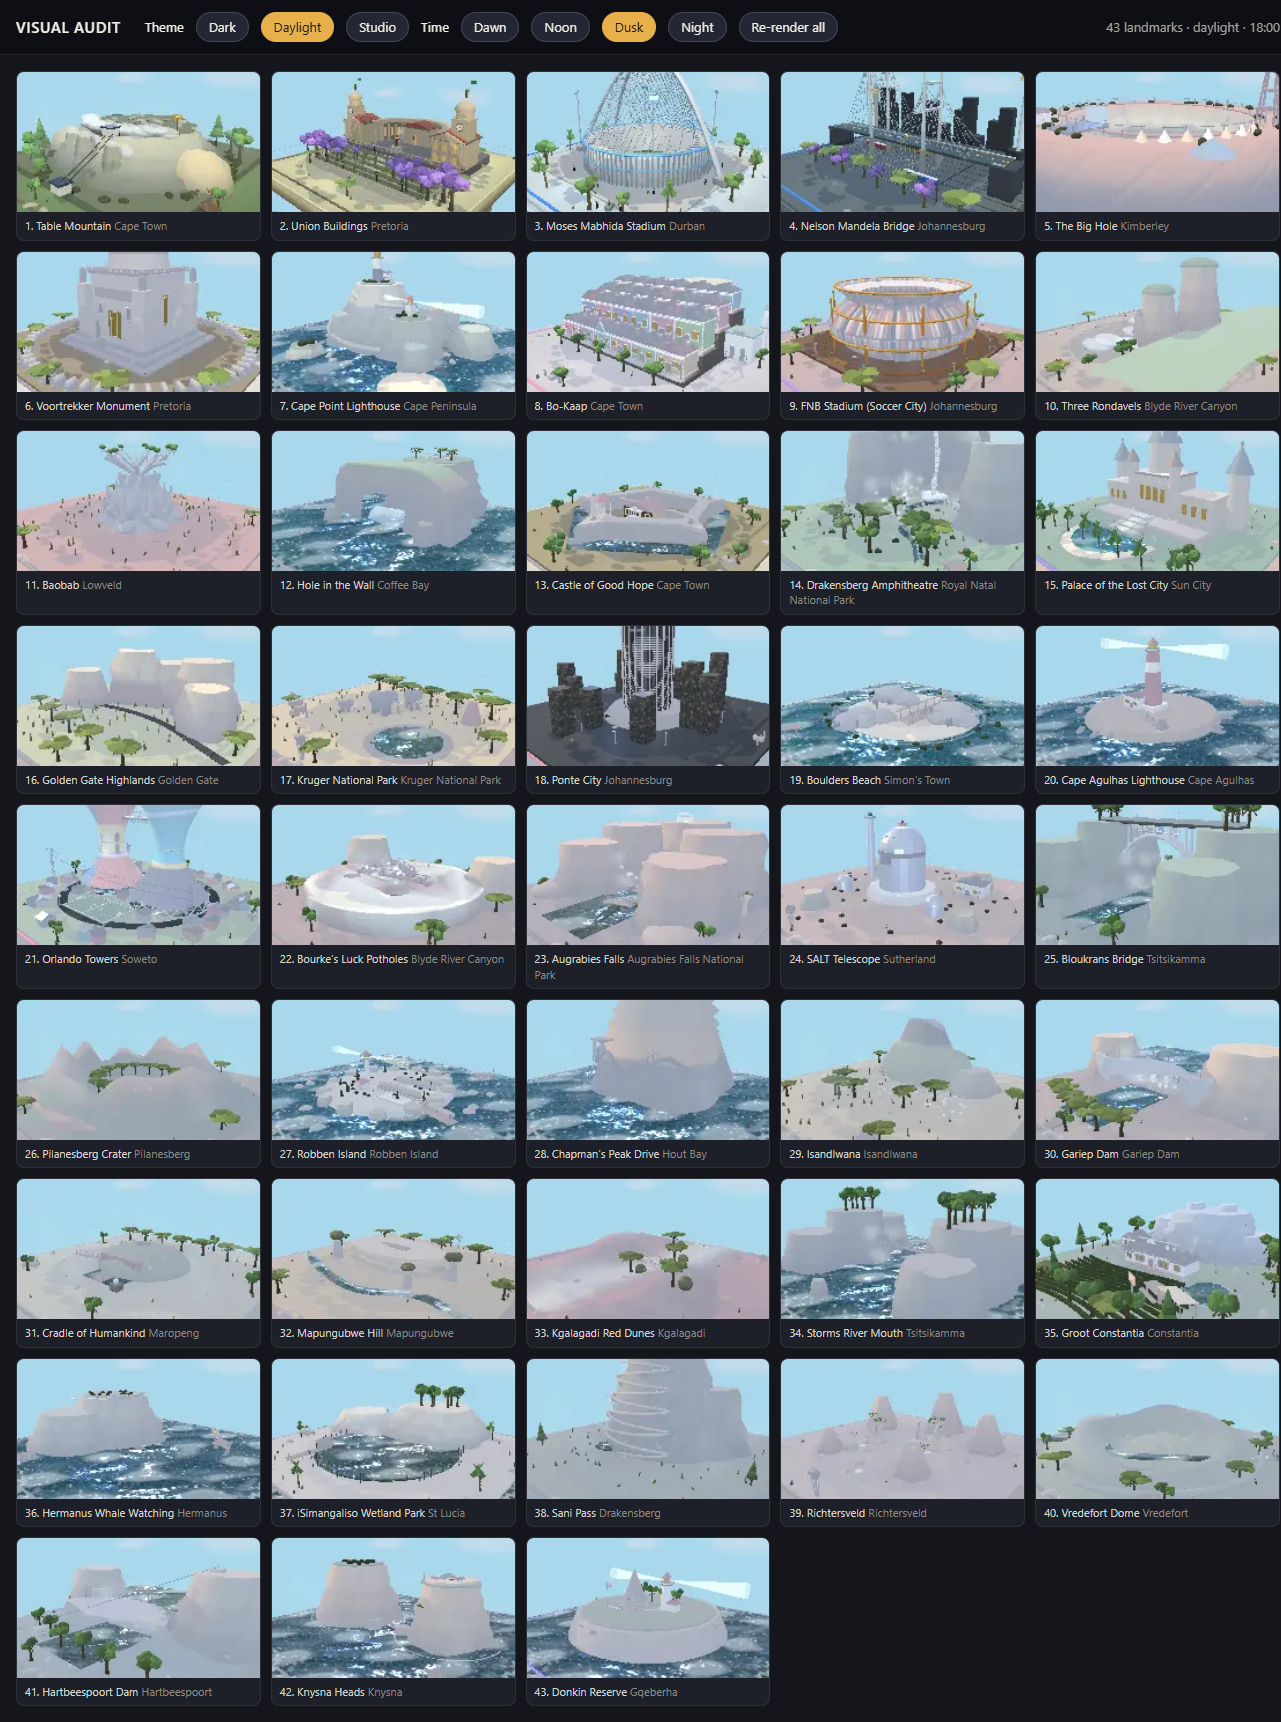 VISUAL AUDIT Theme Dark Daylight Studio Time Dawn Noon Dusk Night Re-render all 43 landmarks · daylight · 18:00
1. Table Mountain Cape Town
2. Union Buildings Pretoria
3. Moses Mabhida Stadium Durban
4. Nelson Mandela Bridge Johannesburg
5. The Big Hole Kimberley
6. Voortrekker Monument Pretoria
7. Cape Point Lighthouse Cape Peninsula
8. Bo-Kaap Cape Town
9. FNB Stadium (Soccer City) Johannesburg
10. Three Rondavels Blyde River Canyon
11. Baobab Lowveld
12. Hole in the Wall Coffee Bay
13. Castle of Good Hope Cape Town
14. Drakensberg Amphitheatre Royal Natal
National Park
15. Palace of the Lost City Sun City
16. Golden Gate Highlands Golden Gate
17. Kruger National Park Kruger National Park
18. Ponte City Johannesburg
19. Boulders Beach Simon's Town
20. Cape Agulhas Lighthouse Cape Agulhas
21. Orlando Towers Soweto
22. Bourke's Luck Potholes Blyde River Canyon
23. Augrabies Falls Augrabies Falls National
Park
24. SALT Telescope Sutherland
25. Bloukrans Bridge Tsitsikamma
26. Pilanesberg Crater Pilanesberg
27. Robben Island Robben Island
28. Chapman's Peak Drive Hout Bay
29. Isandlwana Isandlwana
30. Gariep Dam Gariep Dam
31. Cradle of Humankind Maropeng
32. Mapungubwe Hill Mapungubwe
33. Kgalagadi Red Dunes Kgalagadi
34. Storms River Mouth Tsitsikamma
35. Groot Constantia Constantia
36. Hermanus Whale Watching Hermanus
37. iSimangaliso Wetland Park St Lucia
38. Sani Pass Drakensberg
39. Richtersveld Richtersveld
40. Vredefort Dome Vredefort
41. Hartbeespoort Dam Hartbeespoort
42. Knysna Heads Knysna
43. Donkin Reserve Gqeberha